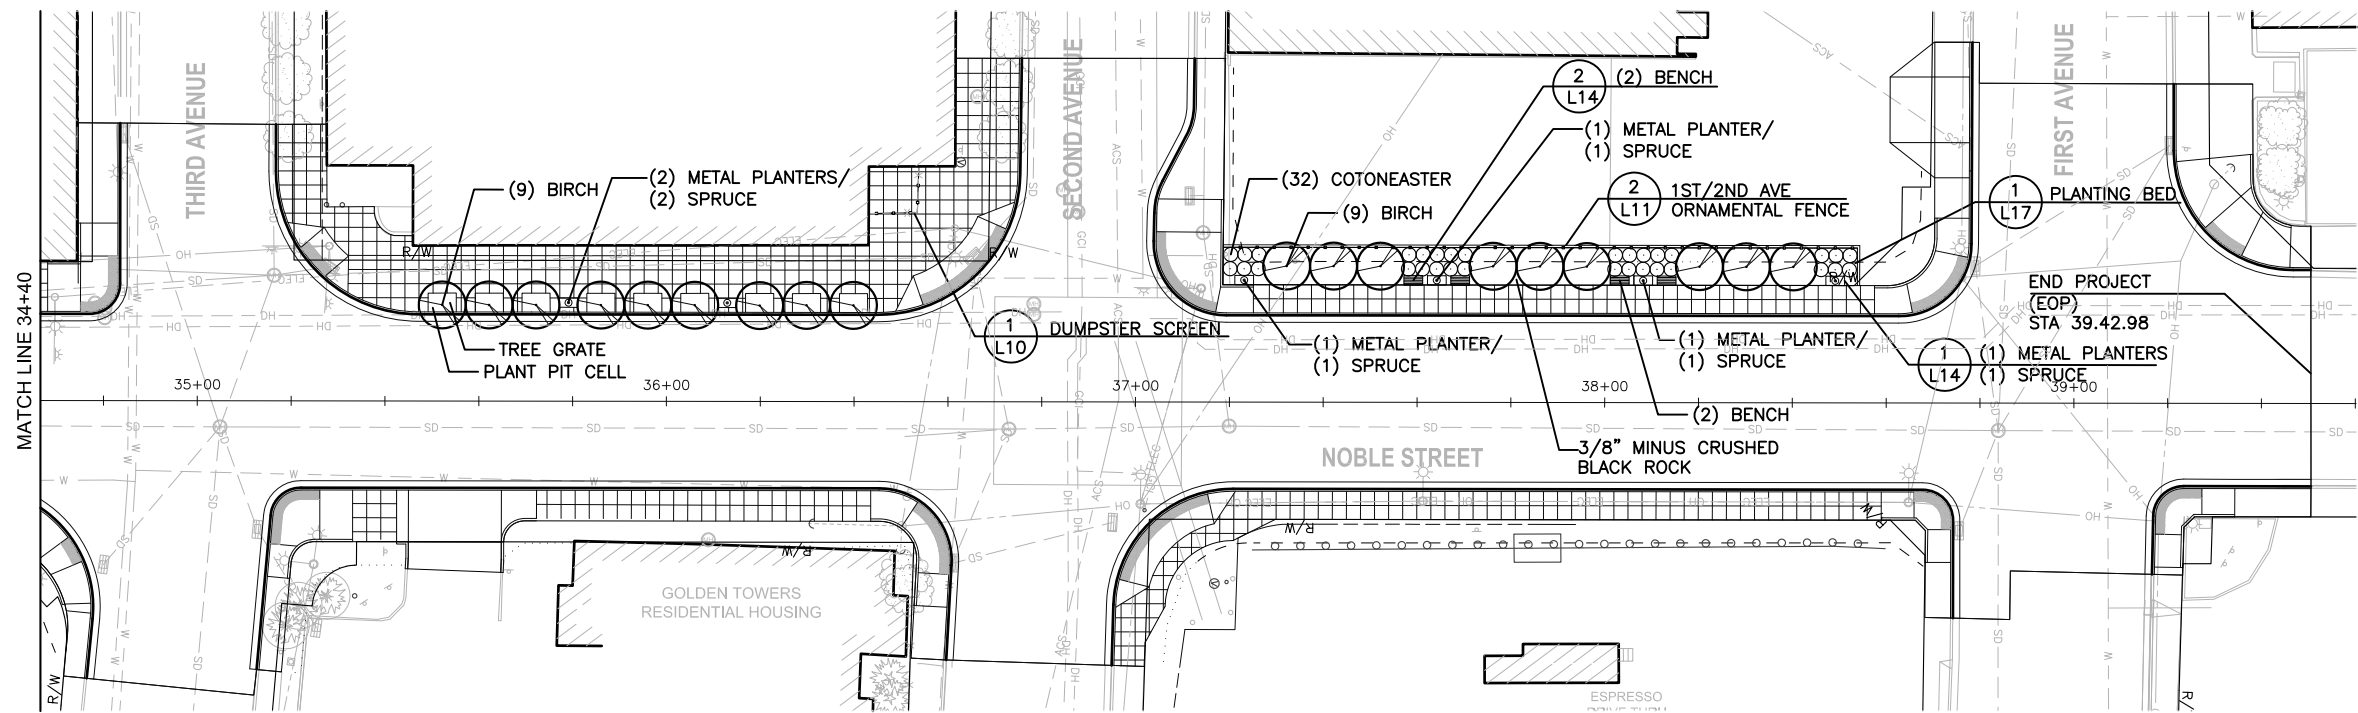 MATCH LINE 34+40
THIRD AVENUE
SECOND AVENUE
FIRST AVENUE
(9) BIRCH
(2) METAL PLANTERS/
(2) SPRUCE
R/W
R/W
TREE GRATE
PLANT PIT CELL
1
L10
DUMPSTER SCREEN
2
L14
(2) BENCH
(1) METAL PLANTER/
(1) SPRUCE
(32) COTONEASTER
(9) BIRCH
2
L11
1ST/2ND AVE
ORNAMENTAL FENCE
1
L17
PLANTING BED
R/W
END PROJECT
(EOP)
STA 39.42.98
(1) METAL PLANTER/
(1) SPRUCE
(1) METAL PLANTER/
(1) SPRUCE
1
L14
(1) METAL PLANTERS
(1) SPRUCE
35+00
36+00
37+00
38+00
39+00
(2) BENCH
3/8" MINUS CRUSHED
BLACK ROCK
NOBLE STREET
R/W
R/W
R/W
R/W
GOLDEN TOWERS
RESIDENTIAL HOUSING
ESPRESSO